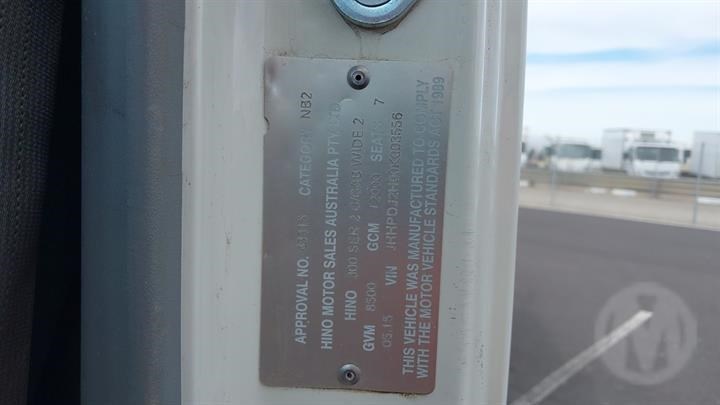 APPROVAL NO. CATEGORY NB2
HINO MOTOR SALES AUSTRALIA PTY LTD
HINO 300 SER 2 C/CAB WIDE 2
GVM 8500 GCM 12000 SEATS 7
05.15 VIN
THIS VEHICLE WAS MANUFACTURED TO COMPLY
WITH THE MOTOR VEHICLE STANDARDS ACT 1989
M